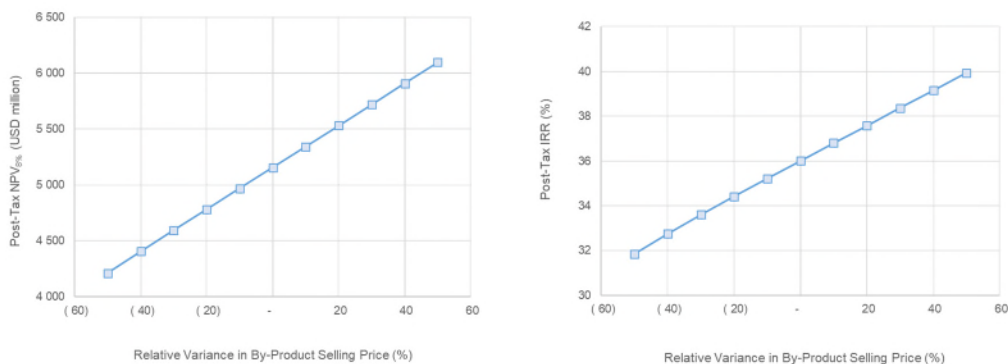 6 500
6 000
5 500
5 000
4 500
4 000
Post-Tax NPV8% (USD million)
( 60) ( 40) ( 20) - 20 40 60
Relative Variance in By-Product Selling Price (%)
42
40
38
36
34
32
30
Post-Tax IRR (%)
( 60) ( 40) ( 20) - 20 40 60
Relative Variance in By-Product Selling Price (%)